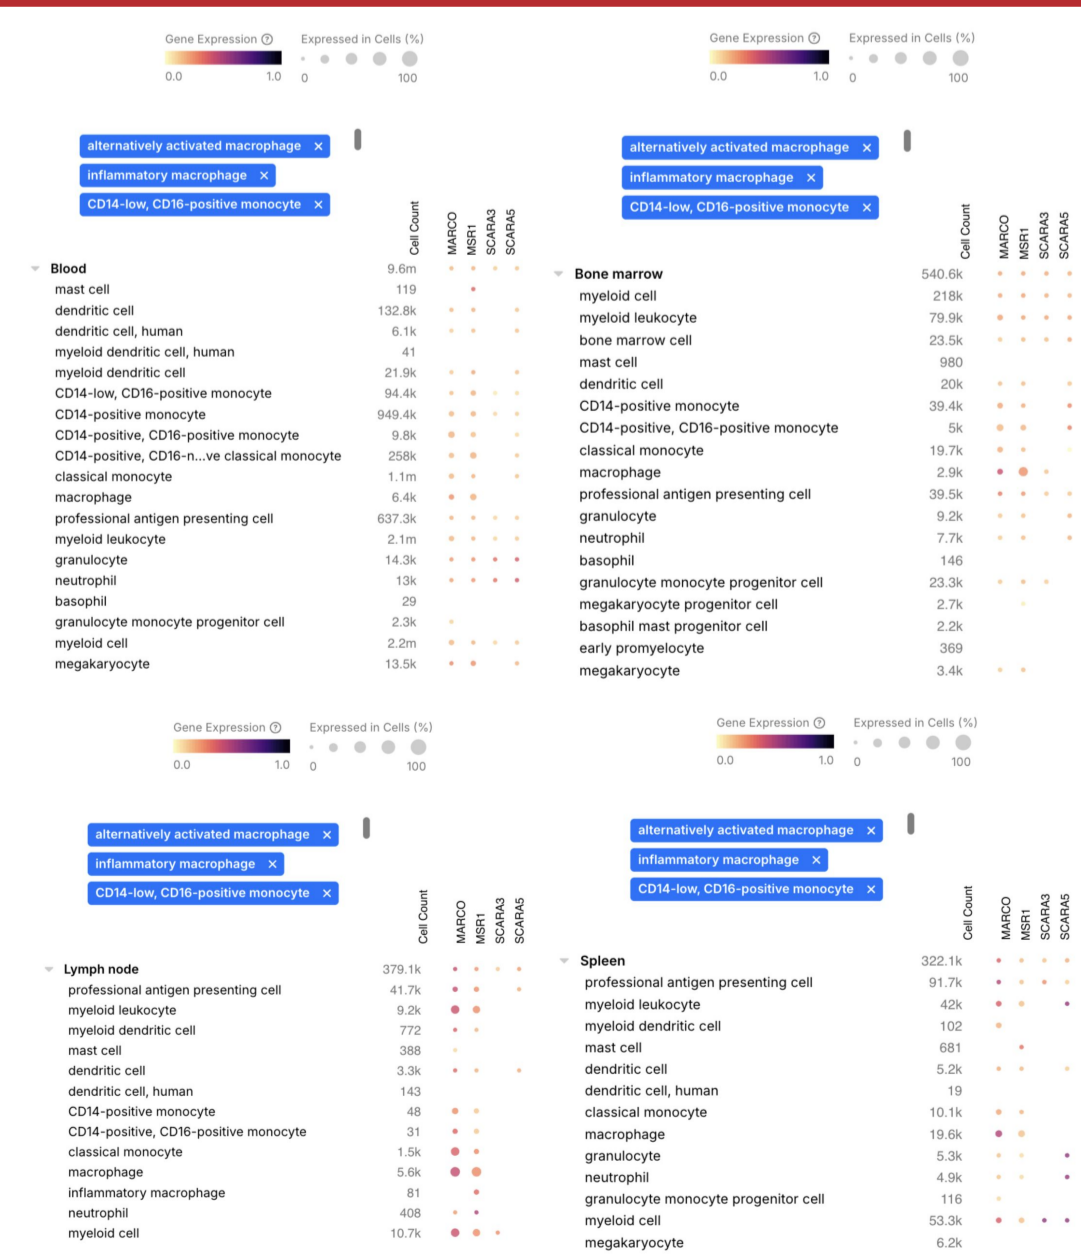 Gene Expression ? Expressed in Cells (%)
0.0 1.0 0 100
alternatively activated macrophage ×
inflammatory macrophage ×
CD14-low, CD16-positive monocyte ×
Cell Count MARCO MSR1 SCARA3 SCARA5
Blood 9.6m
mast cell 119
dendritic cell 132.8k
dendritic cell, human 6.1k
myeloid dendritic cell, human 41
myeloid dendritic cell 21.9k
CD14-low, CD16-positive monocyte 94.4k
CD14-positive monocyte 949.4k
CD14-positive, CD16-positive monocyte 9.8k
CD14-positive, CD16-n...ve classical monocyte 258k
classical monocyte 1.1m
macrophage 6.4k
professional antigen presenting cell 637.3k
myeloid leukocyte 2.1m
granulocyte 14.3k
neutrophil 13k
basophil 29
granulocyte monocyte progenitor cell 2.3k
myeloid cell 2.2m
megakaryocyte 13.5k
Gene Expression ? Expressed in Cells (%)
0.0 1.0 0 100
alternatively activated macrophage ×
inflammatory macrophage ×
CD14-low, CD16-positive monocyte ×
Cell Count MARCO MSR1 SCARA3 SCARA5
Bone marrow 540.6k
myeloid cell 218k
myeloid leukocyte 79.9k
bone marrow cell 23.5k
mast cell 980
dendritic cell 20k
CD14-positive monocyte 39.4k
CD14-positive, CD16-positive monocyte 5k
classical monocyte 19.7k
macrophage 2.9k
professional antigen presenting cell 39.5k
granulocyte 9.2k
neutrophil 7.7k
basophil 146
granulocyte monocyte progenitor cell 23.3k
megakaryocyte progenitor cell 2.7k
basophil mast progenitor cell 2.2k
early promyelocyte 369
megakaryocyte 3.4k
Gene Expression ? Expressed in Cells (%)
0.0 1.0 0 100
alternatively activated macrophage ×
inflammatory macrophage ×
CD14-low, CD16-positive monocyte ×
Cell Count MARCO MSR1 SCARA3 SCARA5
Lymph node 379.1k
professional antigen presenting cell 41.7k
myeloid leukocyte 9.2k
myeloid dendritic cell 772
mast cell 388
dendritic cell 3.3k
dendritic cell, human 143
CD14-positive monocyte 48
CD14-positive, CD16-positive monocyte 31
classical monocyte 1.5k
macrophage 5.6k
inflammatory macrophage 81
neutrophil 408
myeloid cell 10.7k
Gene Expression ? Expressed in Cells (%)
0.0 1.0 0 100
alternatively activated macrophage ×
inflammatory macrophage ×
CD14-low, CD16-positive monocyte ×
Cell Count MARCO MSR1 SCARA3 SCARA5
Spleen 322.1k
professional antigen presenting cell 91.7k
myeloid leukocyte 42k
myeloid dendritic cell 102
mast cell 681
dendritic cell 5.2k
dendritic cell, human 19
classical monocyte 10.1k
macrophage 19.6k
granulocyte 5.3k
neutrophil 4.9k
granulocyte monocyte progenitor cell 116
myeloid cell 53.3k
megakaryocyte 6.2k